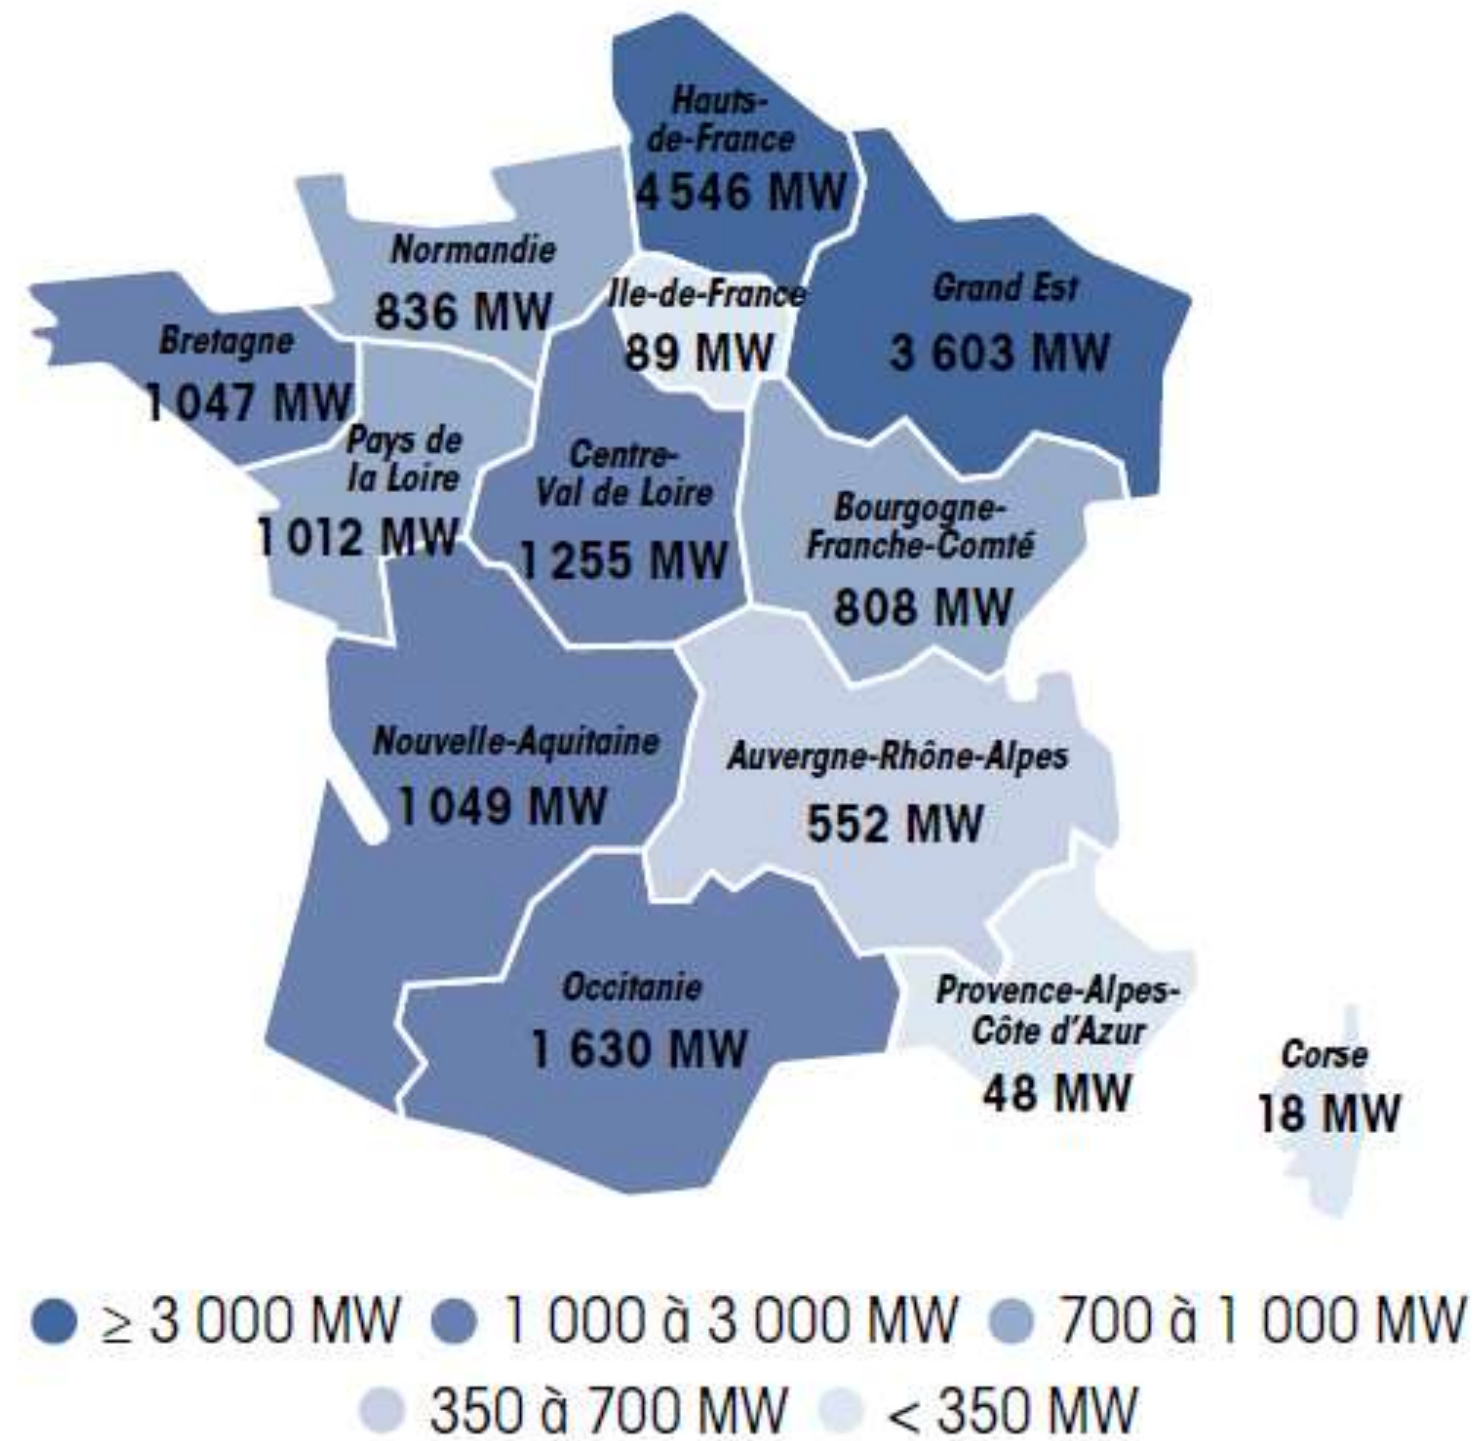 Hauts-
de-France
4 546 MW
Normandie
836 MW
Ile-de-France
89 MW
Grand Est
3 603 MW
Bretagne
1 047 MW
Pays de
la Loire
1 012 MW
Centre-
Val de Loire
1 255 MW
Bourgogne-
Franche-Comté
808 MW
Nouvelle-Aquitaine
1 049 MW
Auvergne-Rhône-Alpes
552 MW
Occitanie
1 630 MW
Provence-Alpes-
Côte d'Azur
48 MW
Corse
18 MW
≥ 3 000 MW
1 000 à 3 000 MW
700 à 1 000 MW
350 à 700 MW
< 350 MW